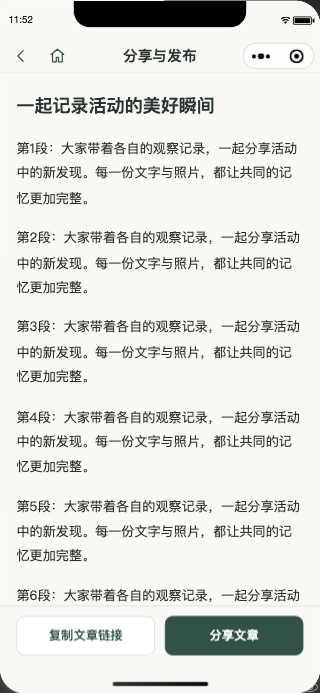 11:52
分享与发布
一起记录活动的美好瞬间
第1段：大家带着各自的观察记录，一起分享活动
中的新发现。每一份文字与照片，都让共同的记
忆更加完整。
第2段：大家带着各自的观察记录，一起分享活动
中的新发现。每一份文字与照片，都让共同的记
忆更加完整。
第3段：大家带着各自的观察记录，一起分享活动
中的新发现。每一份文字与照片，都让共同的记
忆更加完整。
第4段：大家带着各自的观察记录，一起分享活动
中的新发现。每一份文字与照片，都让共同的记
忆更加完整。
第5段：大家带着各自的观察记录，一起分享活动
中的新发现。每一份文字与照片，都让共同的记
忆更加完整。
第6段：大家带着各自的观察记录，一起分享活动
复制文章链接
分享文章